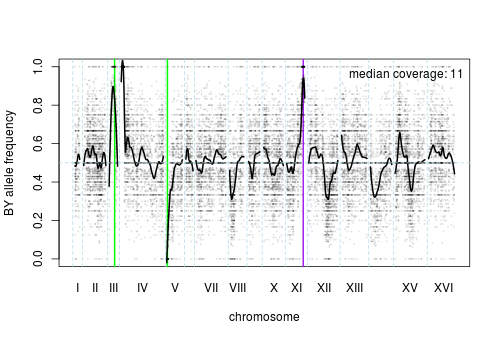 median coverage: 11
1.0
0.8
0.6
0.4
0.2
0.0
BY allele frequency
I II III IV V VII VIII X XI XII XIII XV XVI
chromosome